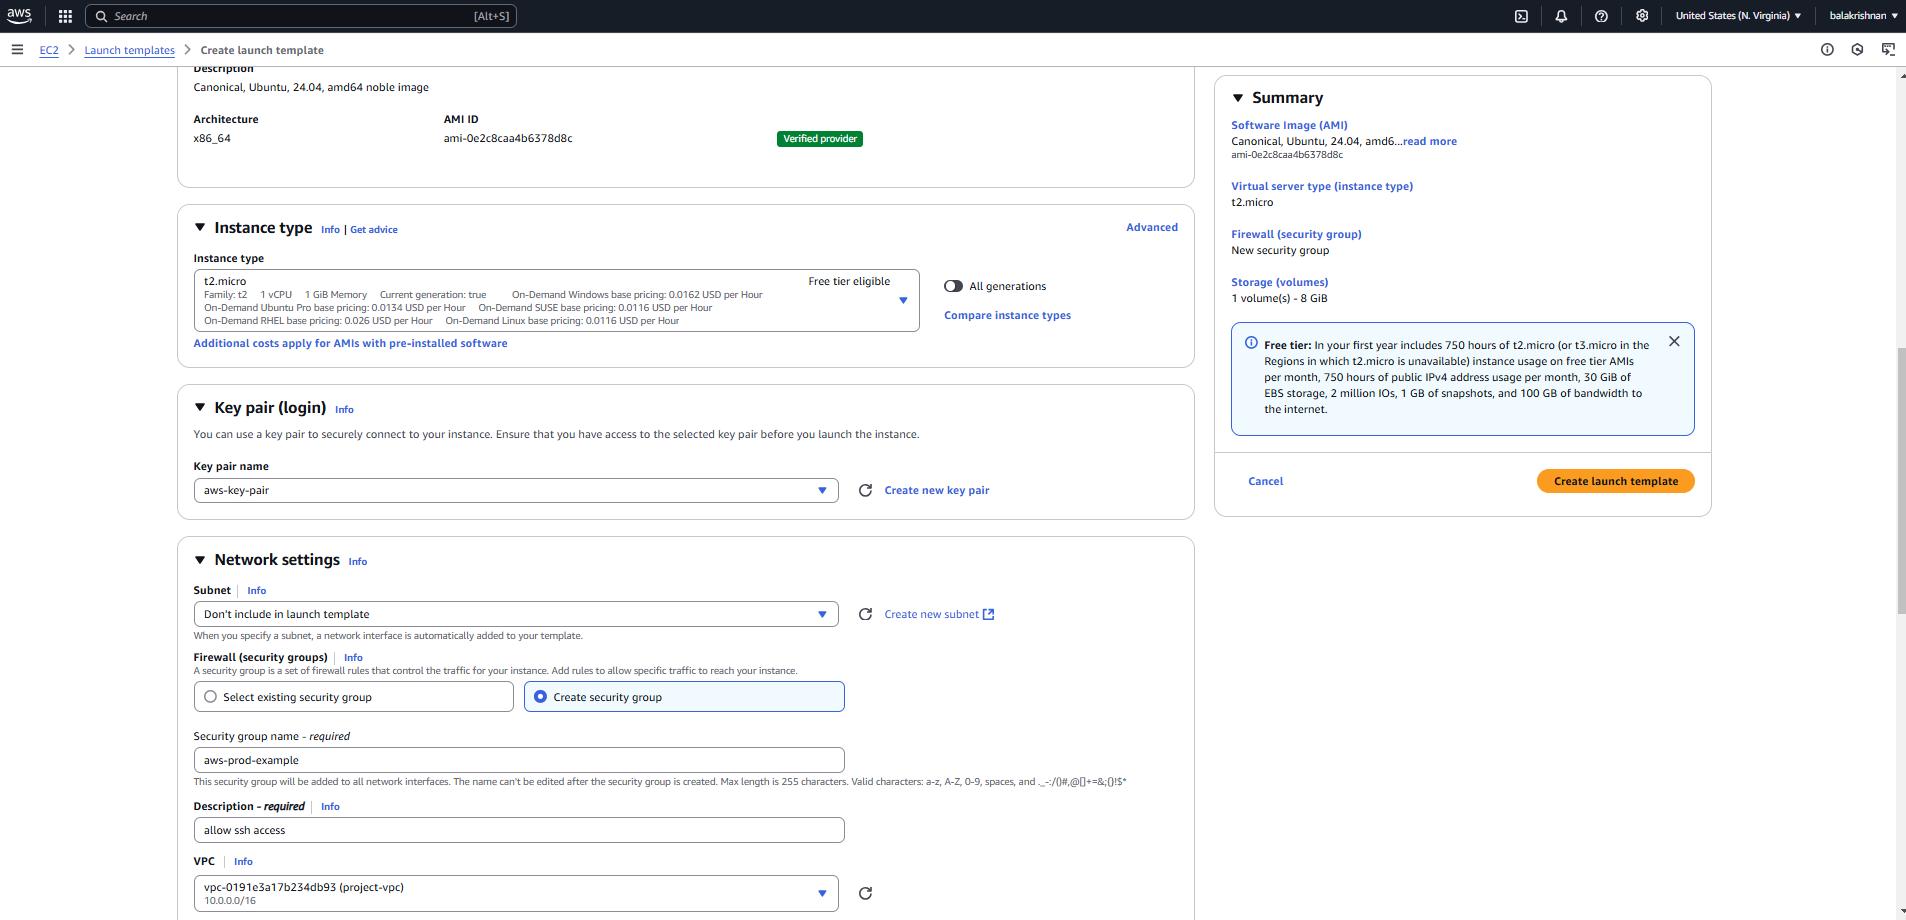 aws
Search [Alt+S]
United States (N. Virginia)
balakrishnan
EC2
Launch templates
Create launch template
Description
Canonical, Ubuntu, 24.04, amd64 noble image
Architecture
x86_64
AMI ID
ami-0e2c8caa4b6378d8c
Verified provider
Instance type Info | Get advice
Advanced
Instance type
t2.micro Free tier eligible
Family: t2 1 vCPU 1 GiB Memory Current generation: true On-Demand Windows base pricing: 0.0162 USD per Hour
On-Demand Ubuntu Pro base pricing: 0.0134 USD per Hour On-Demand SUSE base pricing: 0.0116 USD per Hour
On-Demand RHEL base pricing: 0.026 USD per Hour On-Demand Linux base pricing: 0.0116 USD per Hour
All generations
Compare instance types
Additional costs apply for AMIs with pre-installed software
Key pair (login) Info
You can use a key pair to securely connect to your instance. Ensure that you have access to the selected key pair before you launch the instance.
Key pair name
aws-key-pair
Create new key pair
Network settings Info
Subnet Info
Don't include in launch template
Create new subnet
When you specify a subnet, a network interface is automatically added to your template.
Firewall (security groups) Info
A security group is a set of firewall rules that control the traffic for your instance. Add rules to allow specific traffic to reach your instance.
Select existing security group
Create security group
Security group name - required
aws-prod-example
This security group will be added to all network interfaces. The name can't be edited after the security group is created. Max length is 255 characters. Valid characters: a-z, A-Z, 0-9, spaces, and ._-:/()#,@[]+=&;{}!$*
Description - required Info
allow ssh access
VPC Info
vpc-0191e3a17b234db93 (project-vpc)
10.0.0.0/16
Summary
Software Image (AMI)
Canonical, Ubuntu, 24.04, amd6...read more
ami-0e2c8caa4b6378d8c
Virtual server type (instance type)
t2.micro
Firewall (security group)
New security group
Storage (volumes)
1 volume(s) - 8 GiB
Free tier: In your first year includes 750 hours of t2.micro (or t3.micro in the
Regions in which t2.micro is unavailable) instance usage on free tier AMIs
per month, 750 hours of public IPv4 address usage per month, 30 GiB of
EBS storage, 2 million IOs, 1 GB of snapshots, and 100 GB of bandwidth to
the internet.
Cancel
Create launch template